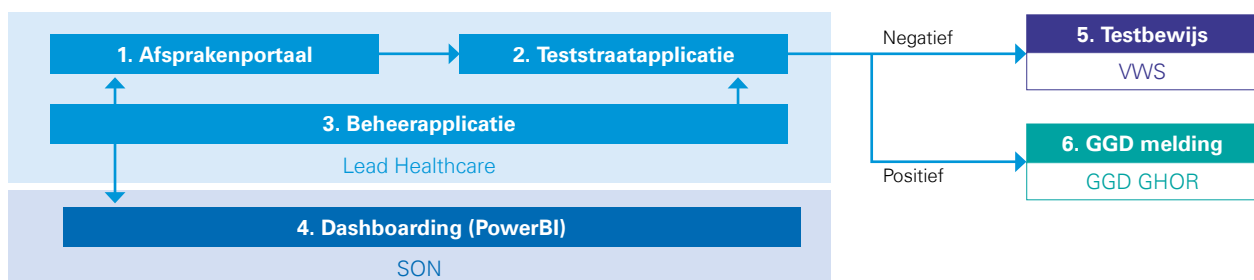 1. Afsprakenportaal
2. Teststraatapplicatie
3. Beheerapplicatie
Lead Healthcare
4. Dashboarding (PowerBI)
SON
Negatief
Positief
5. Testbewijs
VWS
6. GGD melding
GGD GHOR